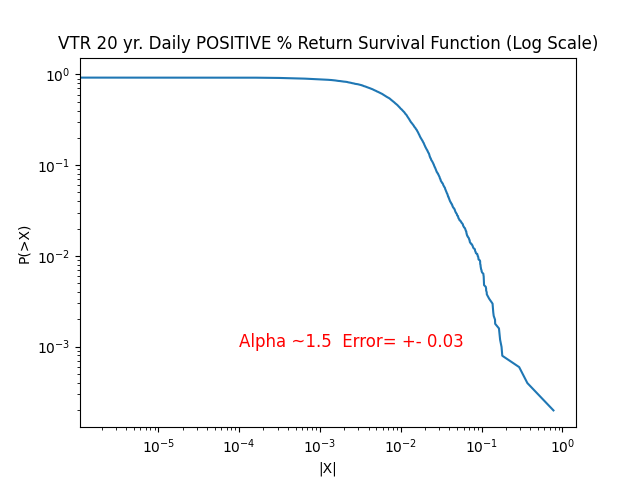 VTR 20 yr. Daily POSITIVE % Return Survival Function (Log Scale)
P(>X)
10⁰
10⁻¹
10⁻²
10⁻³
Alpha ~1.5  Error= +- 0.03
10⁻⁵ 10⁻⁴ 10⁻³ 10⁻² 10⁻¹ 10⁰
|X|